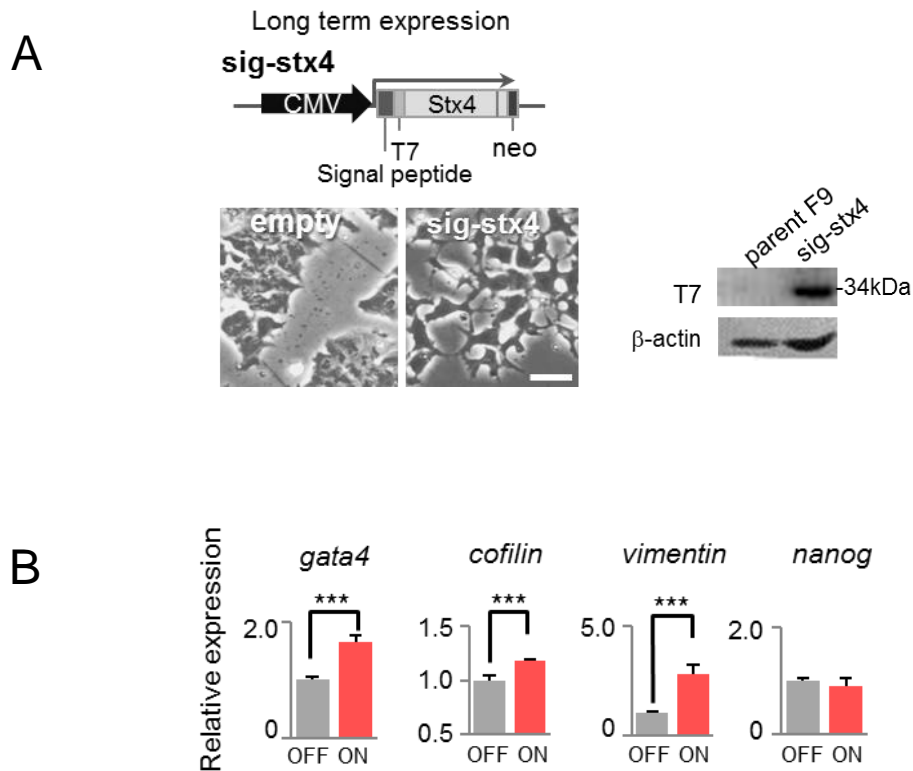 A
Long term expression
sig-stx4
CMV
Stx4
T7
neo
Signal peptide
empty
sig-stx4
parent F9
sig-stx4
T7
-34kDa
β-actin
B
Relative expression
gata4
cofilin
vimentin
nanog
***
***
***
2.0
0
1.5
1.0
0.5
5.0
0
2.0
0
OFF ON
OFF ON
OFF ON
OFF ON